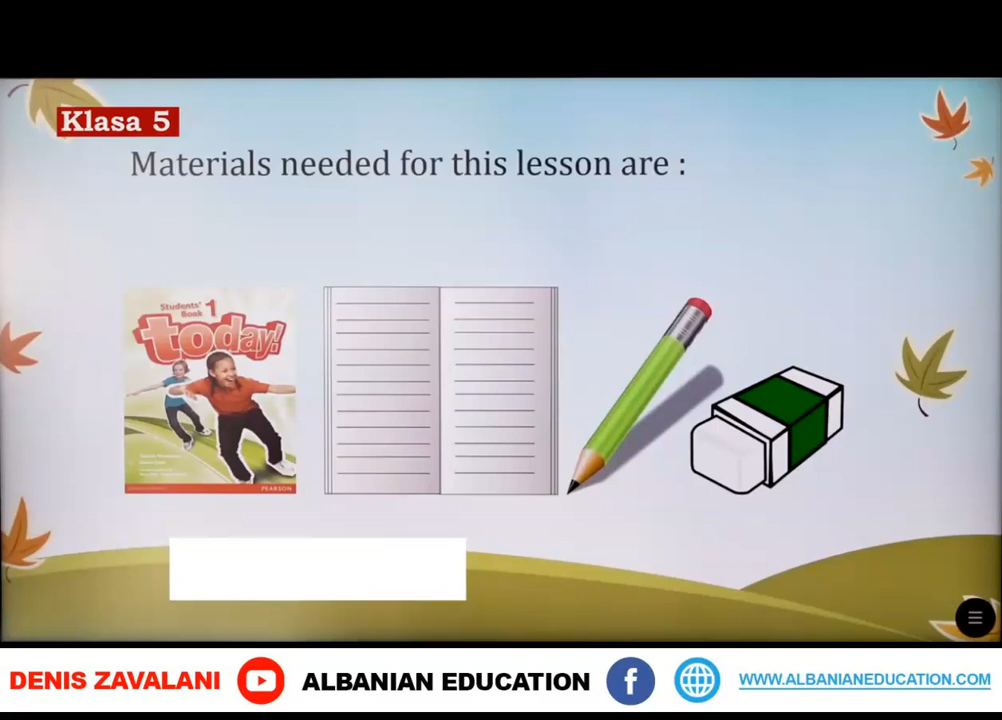 Klasa 5
Materials needed for this lesson are :
Students'
Book 1
today!
PEARSON
DENIS ZAVALANI
ALBANIAN EDUCATION
WWW.ALBANIANEDUCATION.COM